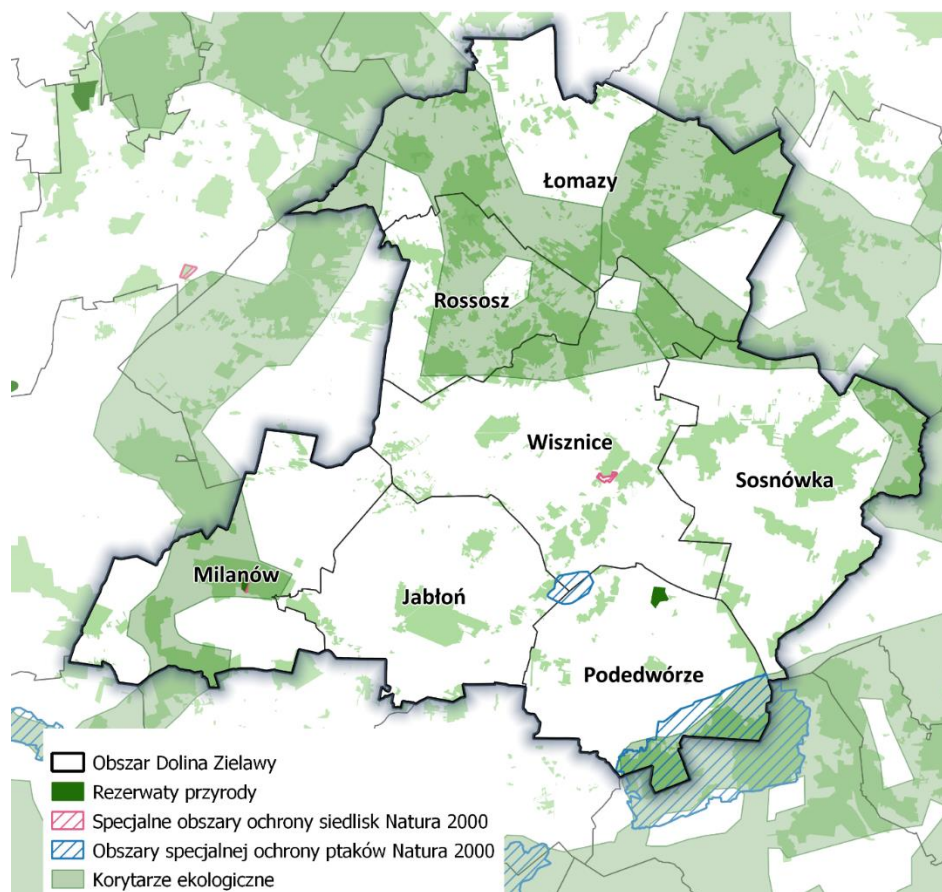 Łomazy
Rossosz
Wisznice
Sosnówka
Milanów
Jabłoń
Podedwórze
Obszar Dolina Zielawy
Rezerwaty przyrody
Specjalne obszary ochrony siedlisk Natura 2000
Obszary specjalnej ochrony ptaków Natura 2000
Korytarze ekologiczne